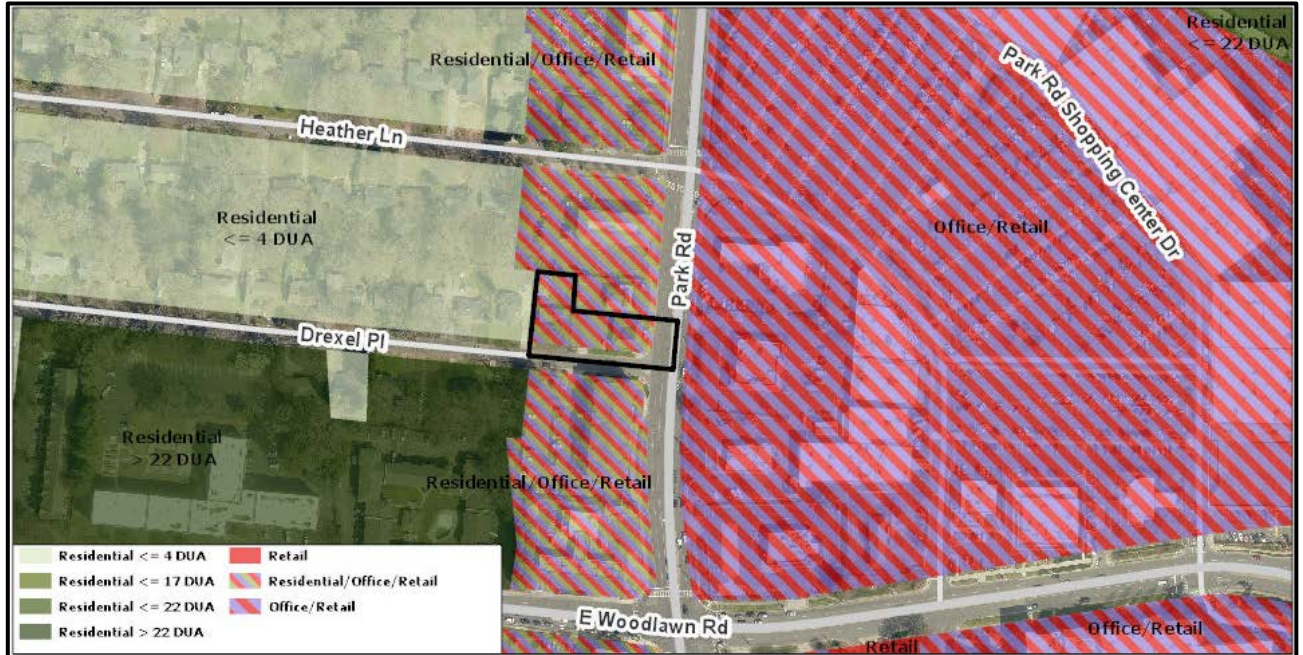 Residential
<= 22 DUA
Residential/Office/Retail
Park Rd Shopping Center Dr
Heather Ln
Residential
<= 4 DUA
Office/Retail
Park Rd
Drexel Pl
Residential
> 22 DUA
Residential/Office/Retail
Residential <= 4 DUA
Retail
Residential <= 17 DUA
Residential/Office/Retail
Residential <= 22 DUA
Office/Retail
Residential > 22 DUA
E Woodlawn Rd
Office/Retail
Retail